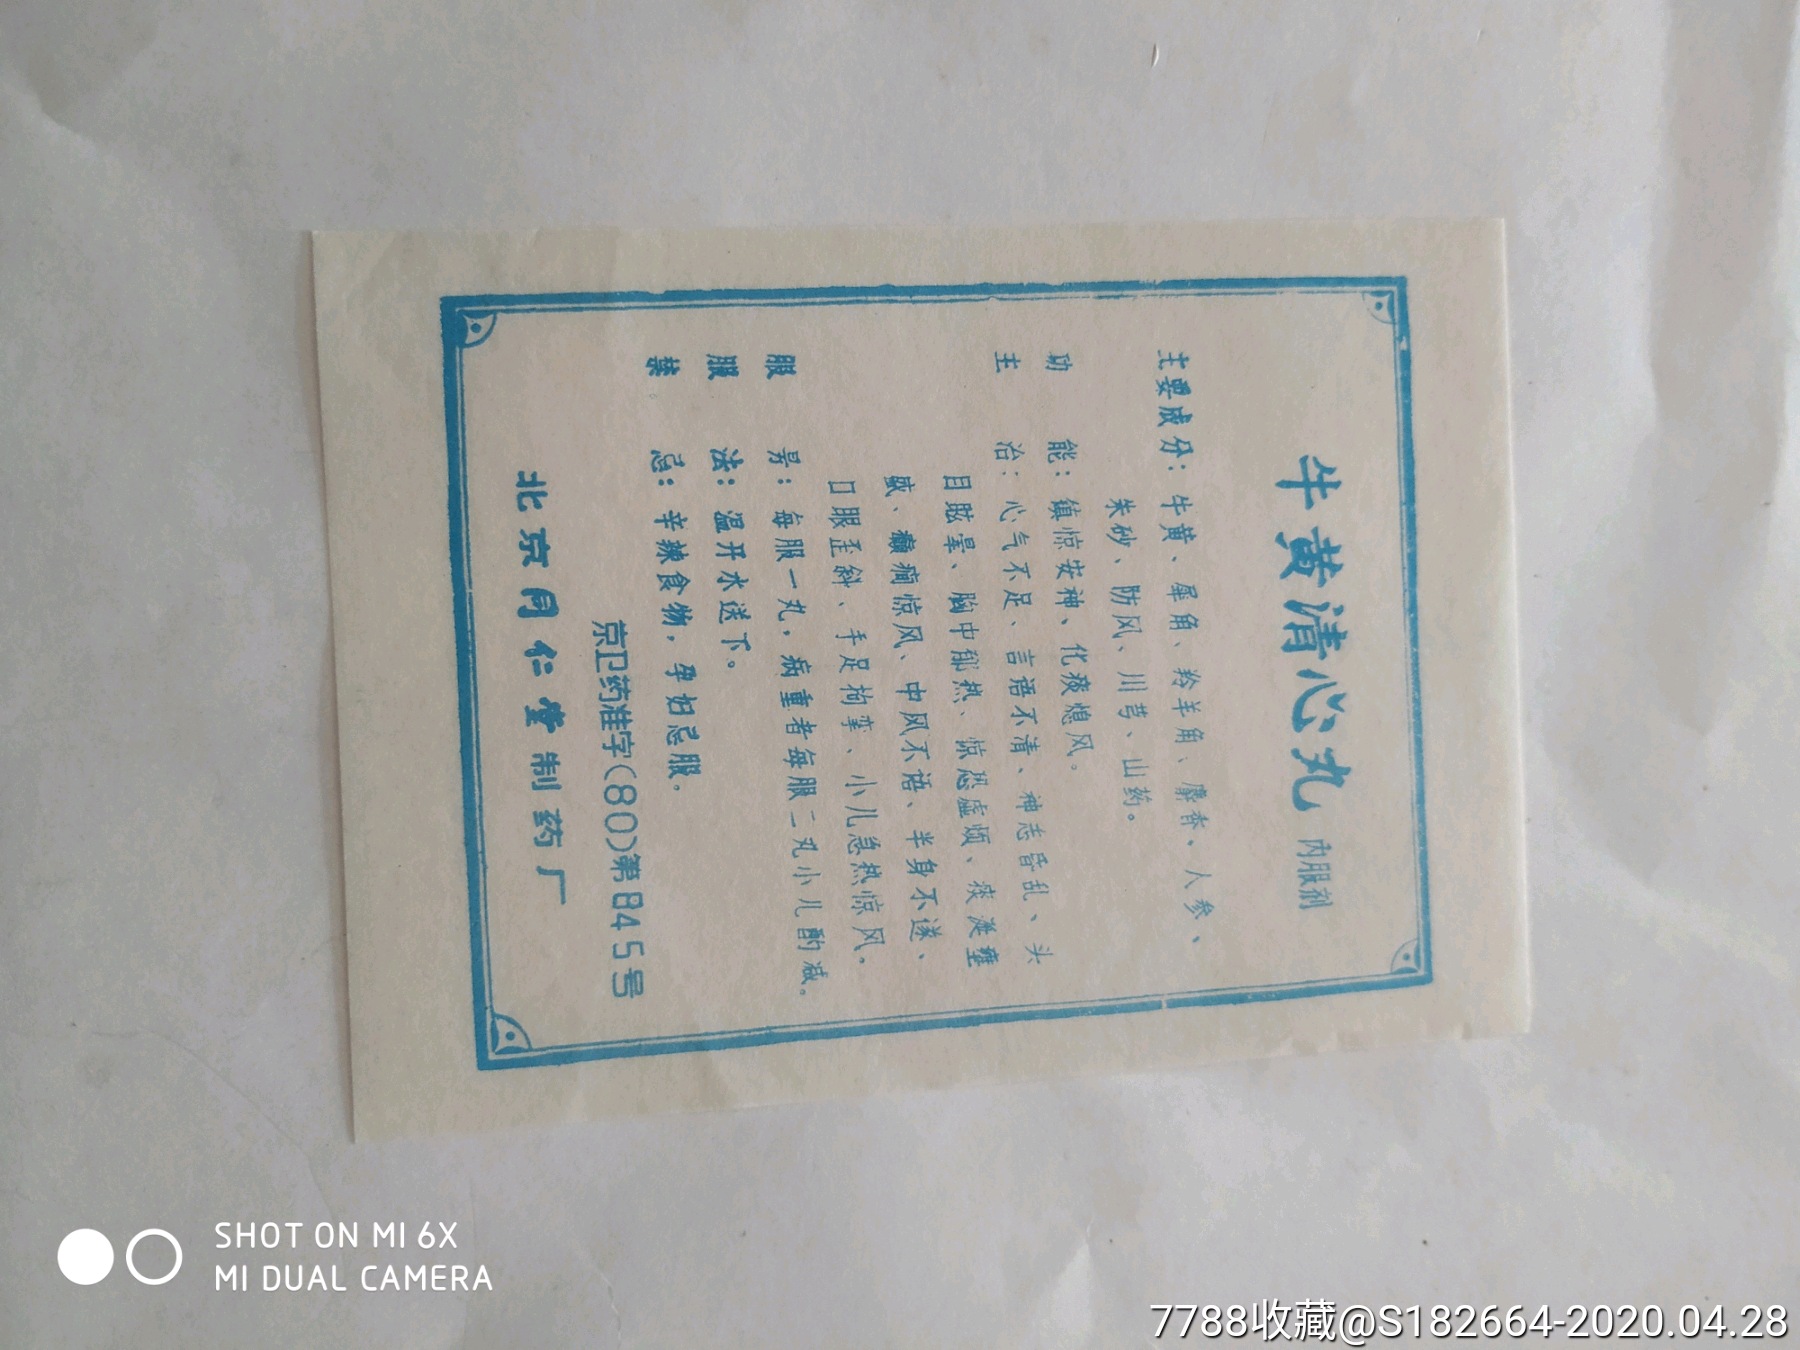 牛黄清心丸 内服剂
主要成分：牛黄、犀角、羚羊角、麝香、人参、
朱砂、防风、川芎、山药。
功 能：镇惊安神、化痰熄风。
主 治：心气不足、言语不清、神志昏乱、头
目眩晕、胸中郁热、惊恐虚烦、痰涎壅
盛、癫痫惊风、中风不语、半身不遂、
口眼歪斜、手足拘挛、小儿急热惊风。
服 量：每服一丸，病重者每服二丸小儿酌减。
服 法：温开水送下。
禁 忌：辛辣食物，孕妇忌服。
京卫药准字(80)第845号
北京同仁堂制药厂
SHOT ON MI 6X
MI DUAL CAMERA
7788收藏@S182664-2020.04.28